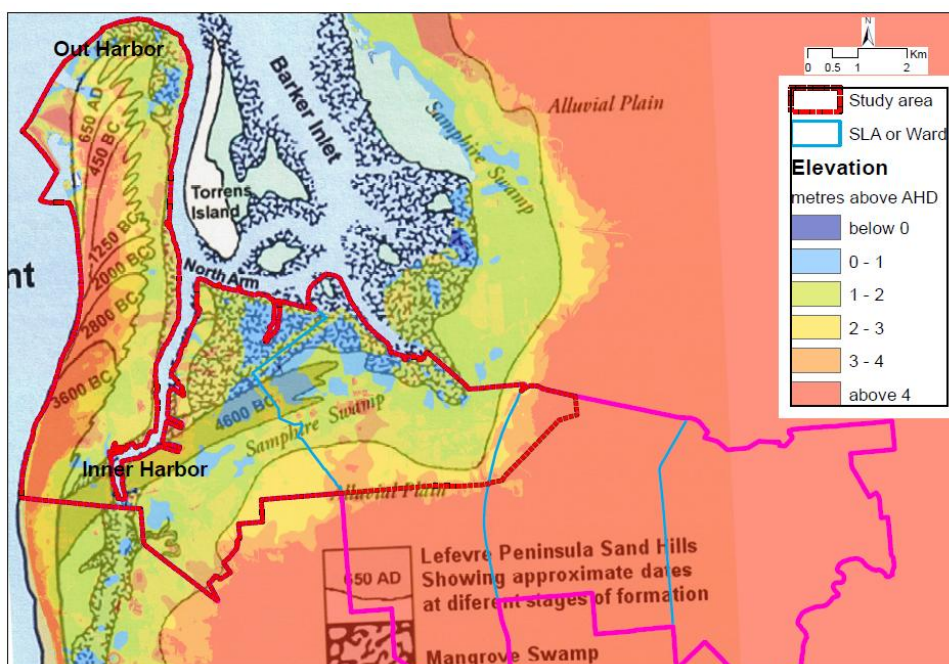 Out Harbor
650 AD
450 BC
1250 BC
2000 BC
2800 BC
3600 BC
4600 BC
Barker Inlet
Torrens
Island
North Arm
Samphire Swamp
Alluvial Plain
nt
Samphire Swamp
Inner Harbor
lluvial Plain
N
Km
0 0.5 1 2
Study area
SLA or Ward
Elevation
metres above AHD
below 0
0 - 1
1 - 2
2 - 3
3 - 4
above 4
650 AD
Lefevre Peninsula Sand Hills
Showing approximate dates
at diferent stages of formation
Mangrove Swamp